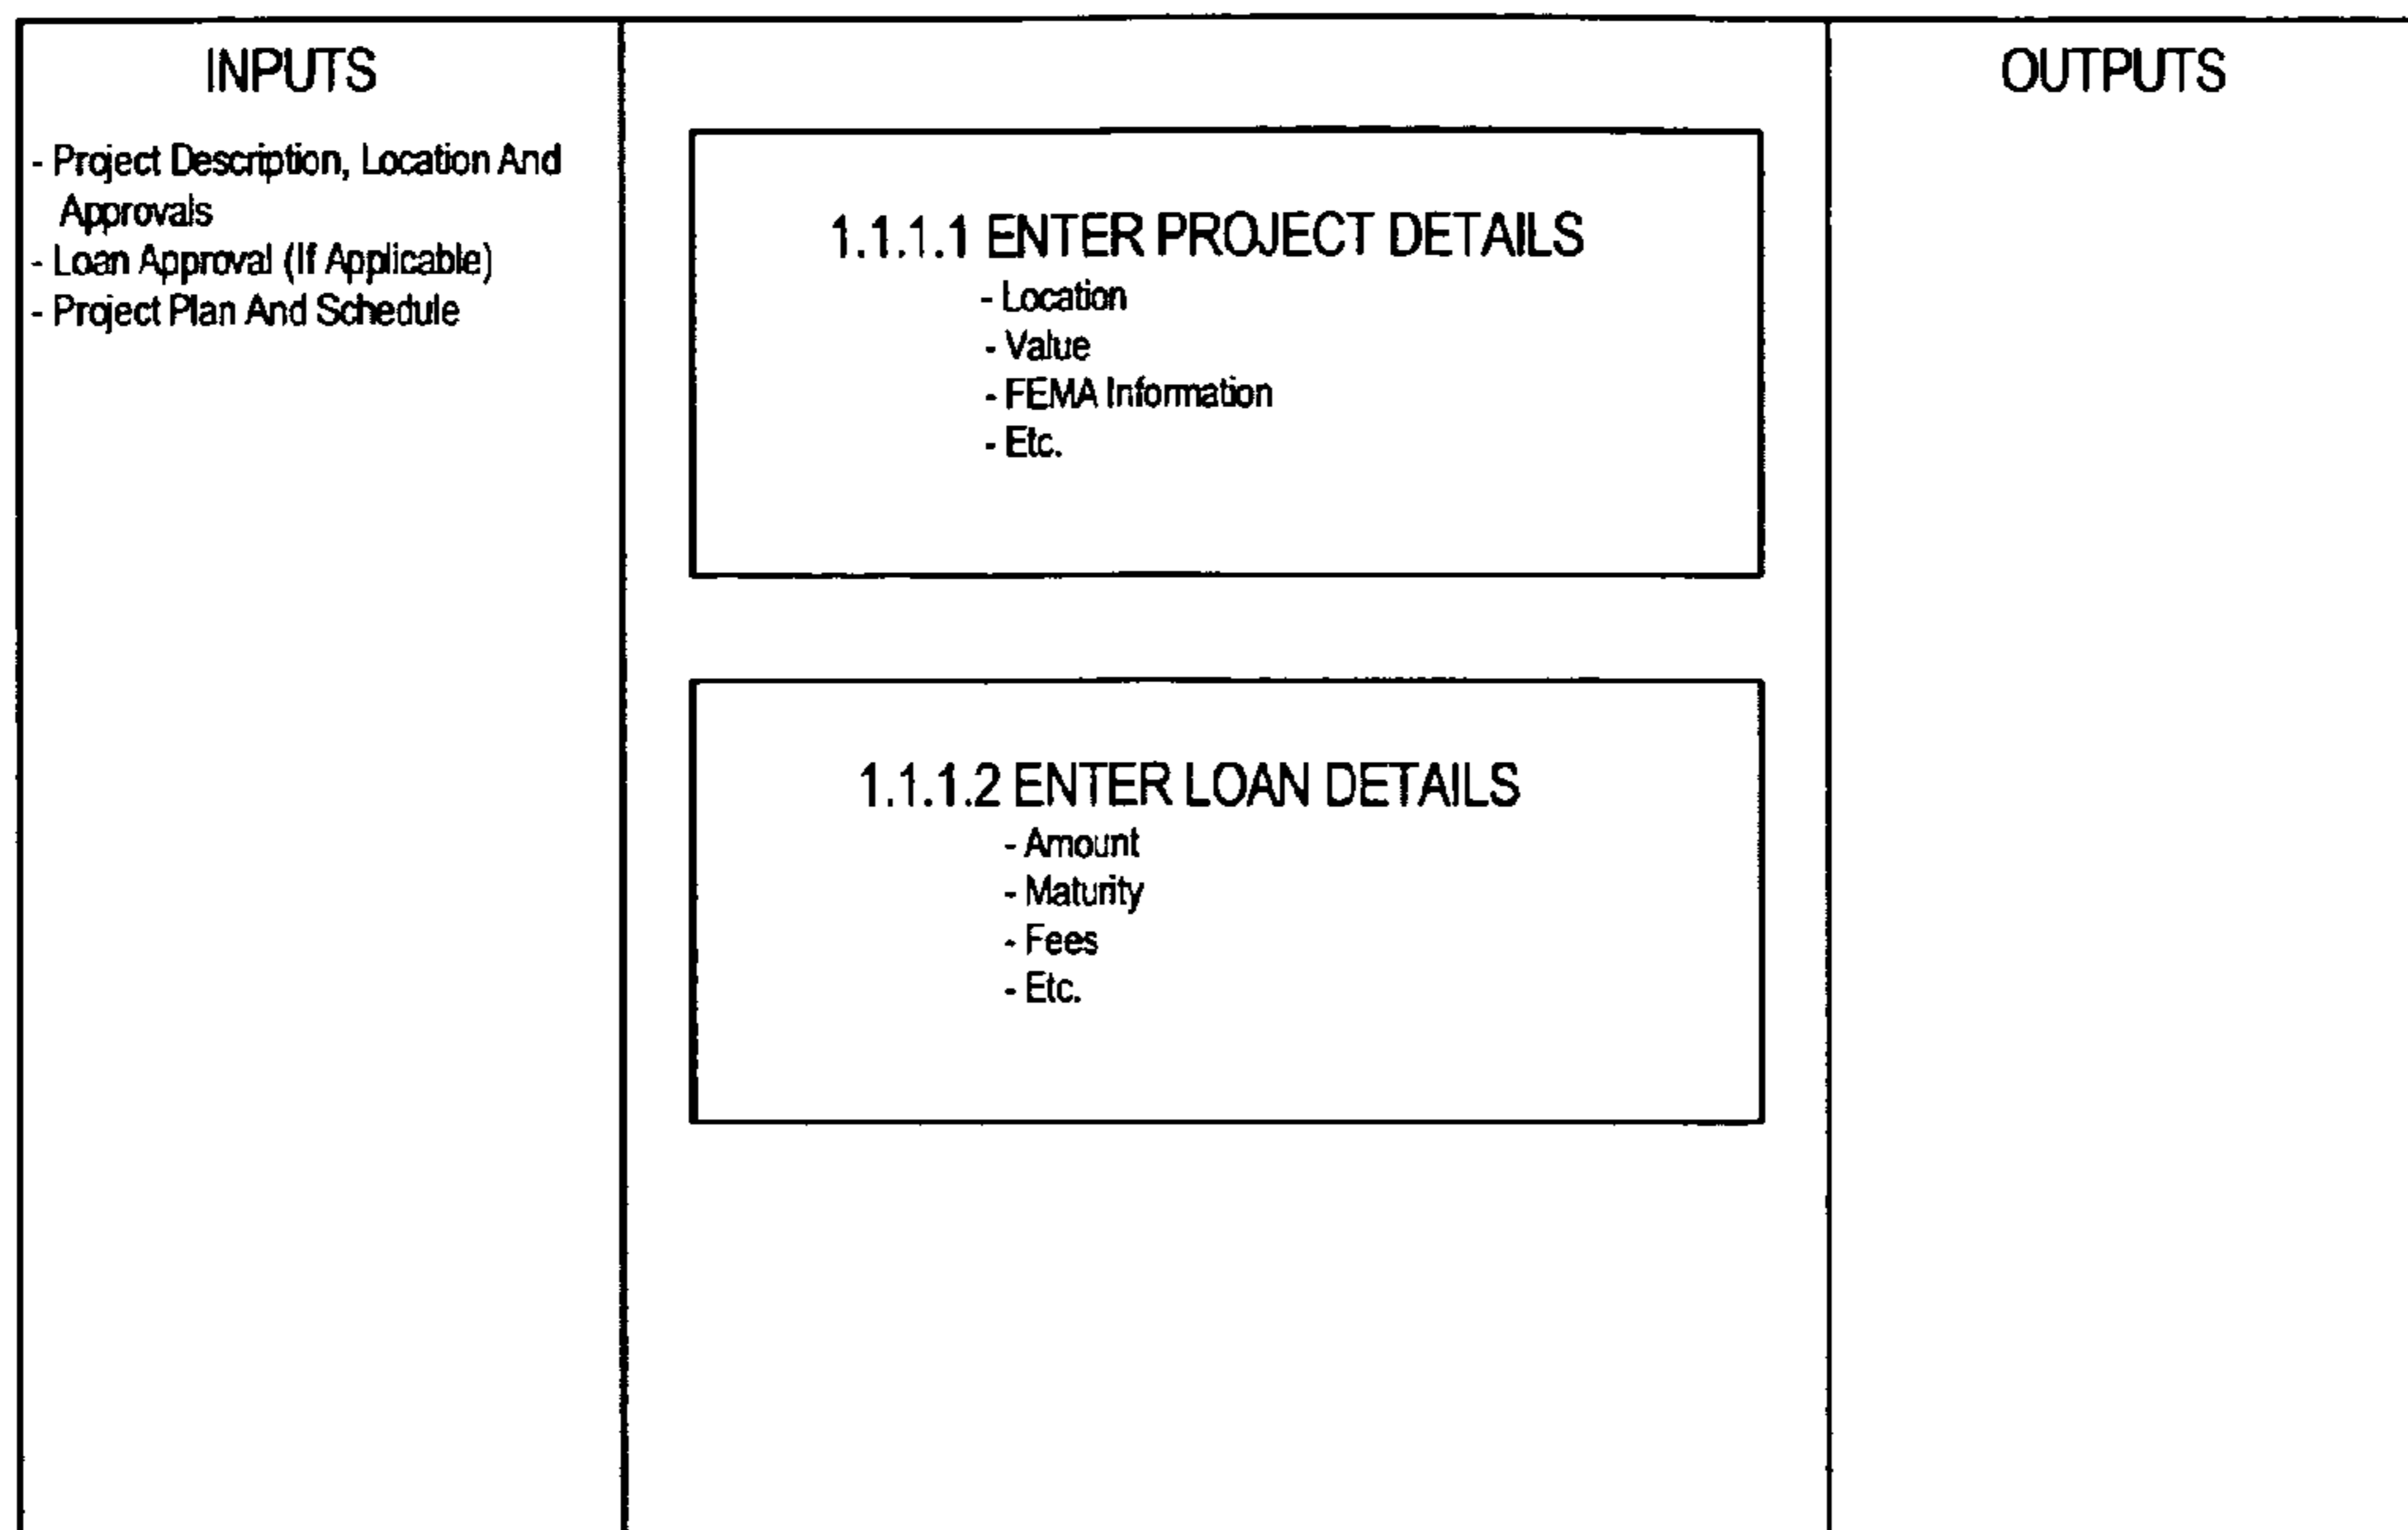 INPUTS
- Project Description, Location And
Approvals
- Loan Approval (If Applicable)
- Project Plan And Schedule
1.1.1.1 ENTER PROJECT DETAILS
- Location
- Value
- FEMA Information
- Etc.
1.1.1.2 ENTER LOAN DETAILS
- Amount
- Maturity
- Fees
- Etc.
OUTPUTS